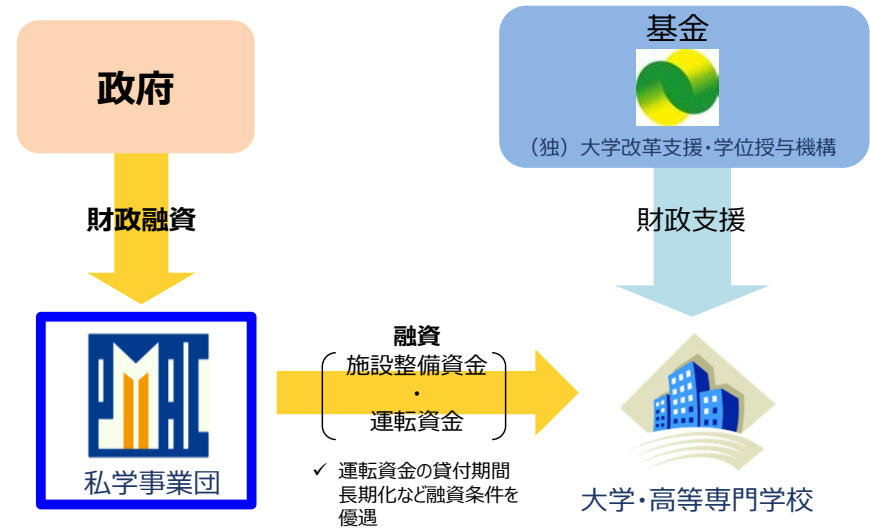 政府
基金
（独）大学改革支援・学位授与機構
財政融資
財政支援
PMAC
私学事業団
融資
施設整備資金
・
運転資金
✓ 運転資金の貸付期間
長期化など融資条件を
優遇
大学・高等専門学校